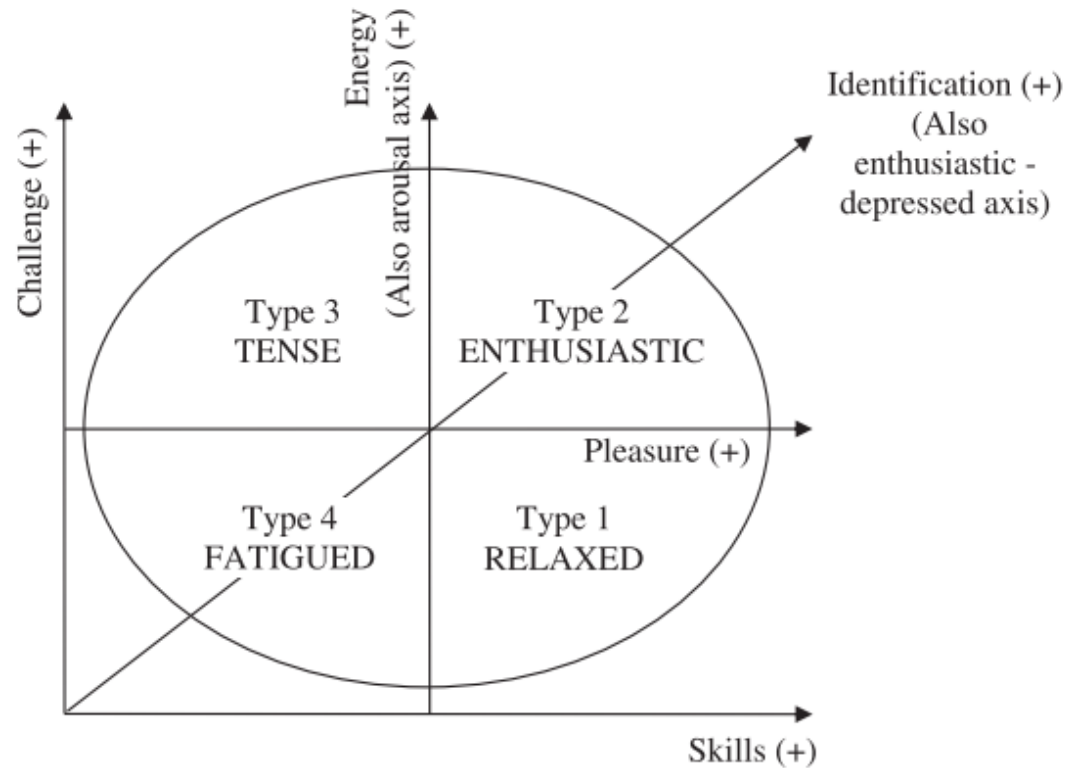 Energy
(Also arousal axis) (+)
Identification (+)
(Also
enthusiastic -
depressed axis)
Challenge (+)
Type 3
TENSE
Type 2
ENTHUSIASTIC
Pleasure (+)
Type 4
FATIGUED
Type 1
RELAXED
Skills (+)